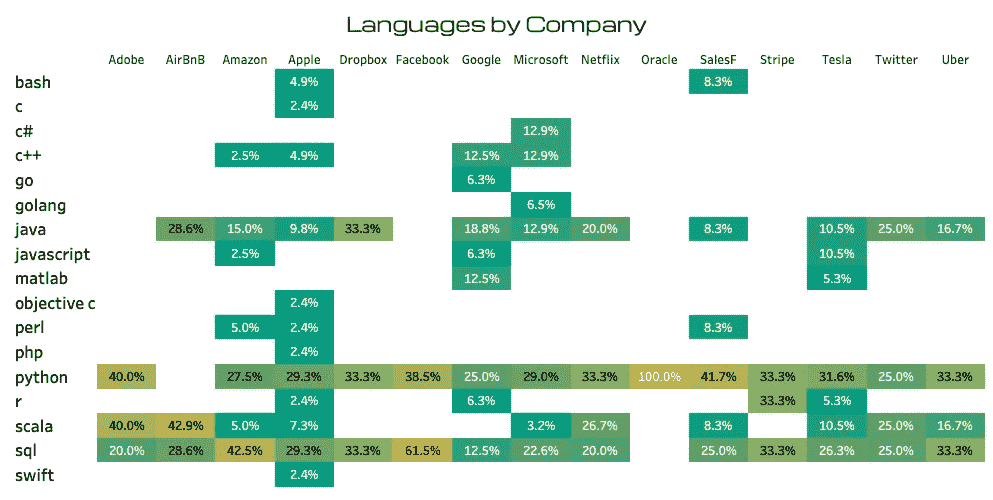 Languages by Company
Adobe AirBnB Amazon Apple Dropbox Facebook Google Microsoft Netflix Oracle SalesF Stripe Tesla Twitter Uber
bash 4.9% 8.3%
c 2.4%
c# 12.9%
c++ 2.5% 4.9% 12.5% 12.9%
go 6.3%
golang 6.5%
java 28.6% 15.0% 9.8% 33.3% 18.8% 12.9% 20.0% 8.3% 10.5% 25.0% 16.7%
javascript 2.5% 6.3% 10.5%
matlab 12.5% 5.3%
objective c 2.4%
perl 5.0% 2.4% 8.3%
php 2.4%
python 40.0% 27.5% 29.3% 33.3% 38.5% 25.0% 29.0% 33.3% 100.0% 41.7% 33.3% 31.6% 25.0% 33.3%
r 2.4% 6.3% 33.3% 5.3%
scala 40.0% 42.9% 5.0% 7.3% 3.2% 26.7% 8.3% 10.5% 25.0% 16.7%
sql 20.0% 28.6% 42.5% 29.3% 33.3% 61.5% 12.5% 22.6% 20.0% 25.0% 33.3% 26.3% 25.0% 33.3%
swift 2.4%